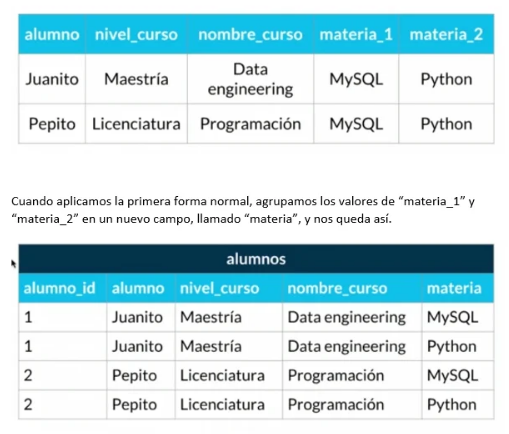 alumno nivel_curso nombre_curso materia_1 materia_2
Juanito Maestría Data engineering MySQL Python
Pepito Licenciatura Programación MySQL Python
Cuando aplicamos la primera forma normal, agrupamos los valores de “materia_1” y
“materia_2” en un nuevo campo, llamado “materia”, y nos queda así.
alumnos
alumno_id alumno nivel_curso nombre_curso materia
1 Juanito Maestría Data engineering MySQL
1 Juanito Maestría Data engineering Python
2 Pepito Licenciatura Programación MySQL
2 Pepito Licenciatura Programación Python